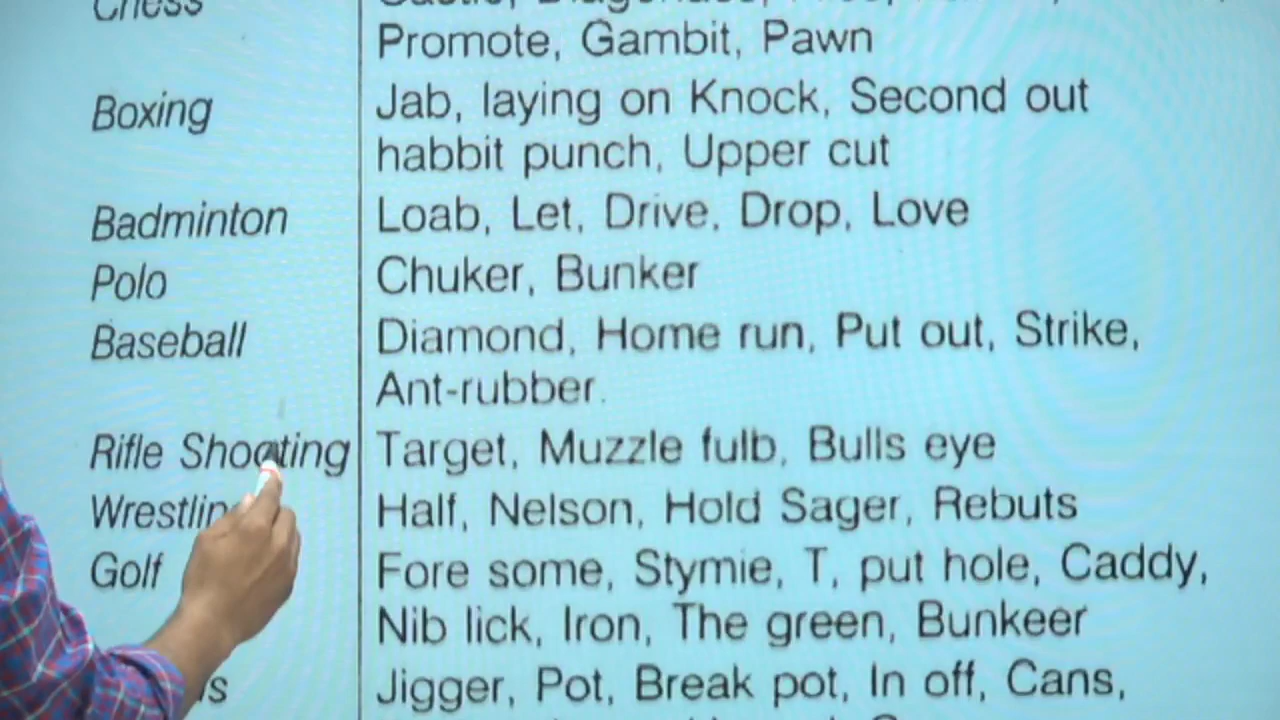 Chess
Promote, Gambit, Pawn
Boxing Jab, laying on Knock, Second out
habbit punch, Upper cut
Badminton Loab, Let, Drive, Drop, Love
Polo Chuker, Bunker
Baseball Diamond, Home run, Put out, Strike,
Ant-rubber.
Rifle Shooting Target, Muzzle fulb, Bulls eye
Wrestlin Half, Nelson, Hold Sager, Rebuts
Golf Fore some, Stymie, T, put hole, Caddy,
Nib lick, Iron, The green, Bunkeer
Jigger, Pot, Break pot, In off, Cans,